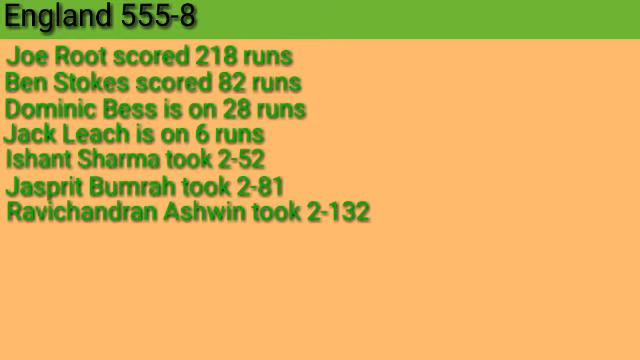 England 555-8
Joe Root scored 218 runs
Ben Stokes scored 82 runs
Dominic Bess is on 28 runs
Jack Leach is on 6 runs
Ishant Sharma took 2-52
Jasprit Bumrah took 2-81
Ravichandran Ashwin took 2-132